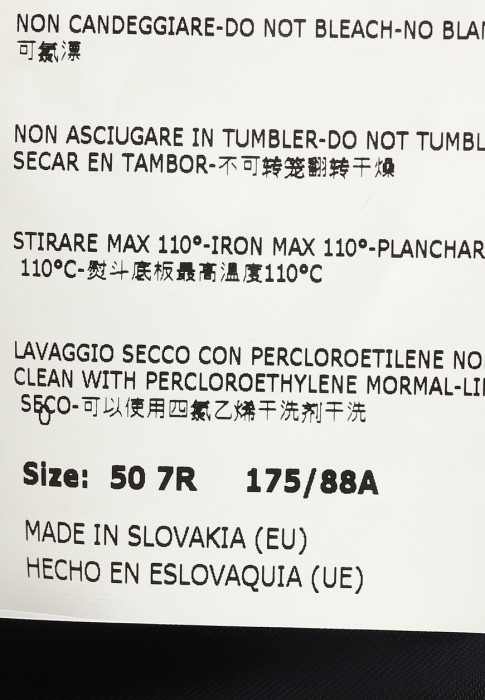 NON CANDEGGIARE-DO NOT BLEACH-NO BLAN
可氯漂
NON ASCIUGARE IN TUMBLER-DO NOT TUMBL
SECAR EN TAMBOR-不可转笼翻转干燥
STIRARE MAX 110°-IRON MAX 110°-PLANCHAR
110°C-熨斗底板最高温度110°C
LAVAGGIO SECCO CON PERCLOROETILENE NO
CLEAN WITH PERCLOROETHYLENE MORMAL-LI
SECO-可以使用四氯乙烯干洗剂干洗
Size: 50 7R 175/88A
MADE IN SLOVAKIA (EU)
HECHO EN ESLOVAQUIA (UE)